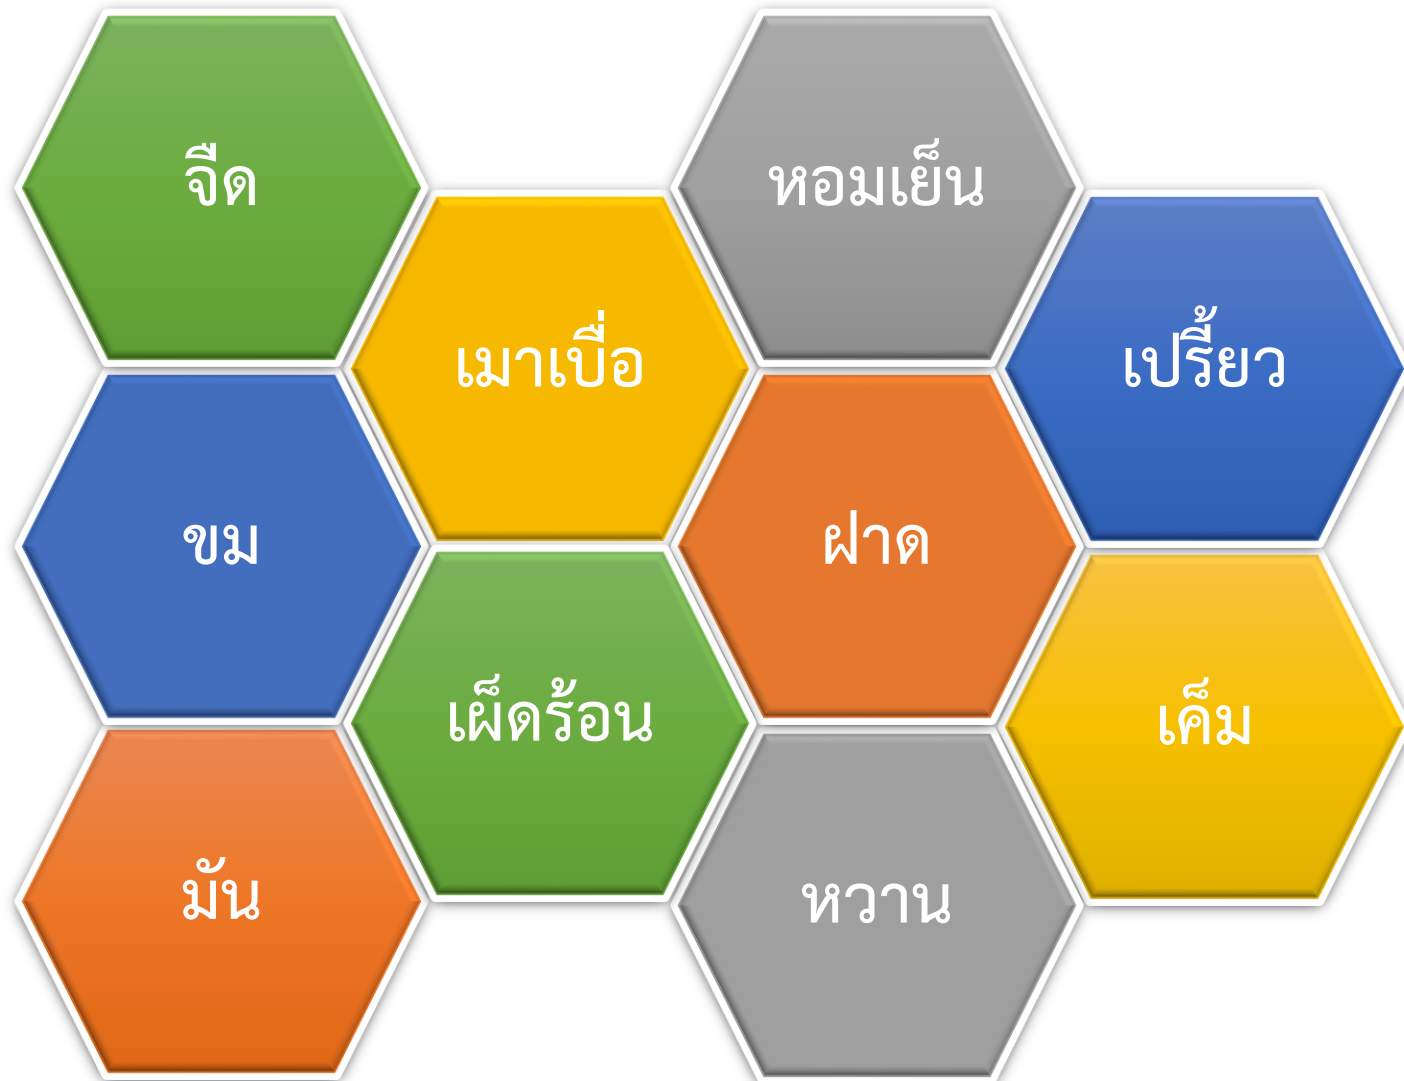 จืด
หอมเย็น
เมาเบื่อ
เปรี้ยว
ขม
ฝาด
เผ็ดร้อน
เค็ม
มัน
หวาน